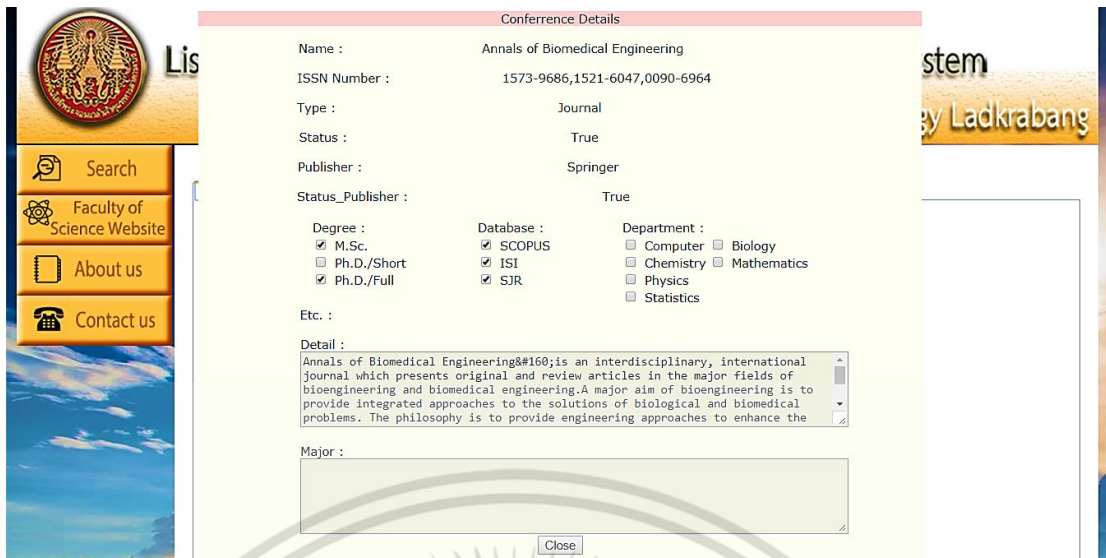 Conferrence Details
Lis
stem
gy Ladkrabang
Search
Faculty of
Science Website
About us
Contact us
Name : Annals of Biomedical Engineering
ISSN Number : 1573-9686,1521-6047,0090-6964
Type : Journal
Status : True
Publisher : Springer
Status_Publisher : True
Degree : Database : Department :
M.Sc. SCOPUS Computer Biology
Ph.D./Short ISI Chemistry Mathematics
Ph.D./Full SJR Physics
Statistics
Etc. :
Detail :
Annals of Biomedical Engineering&#160;is an interdisciplinary, international
journal which presents original and review articles in the major fields of
bioengineering and biomedical engineering.A major aim of bioengineering is to
provide integrated approaches to the solutions of biological and biomedical
problems. The philosophy is to provide engineering approaches to enhance the
Major :
Close